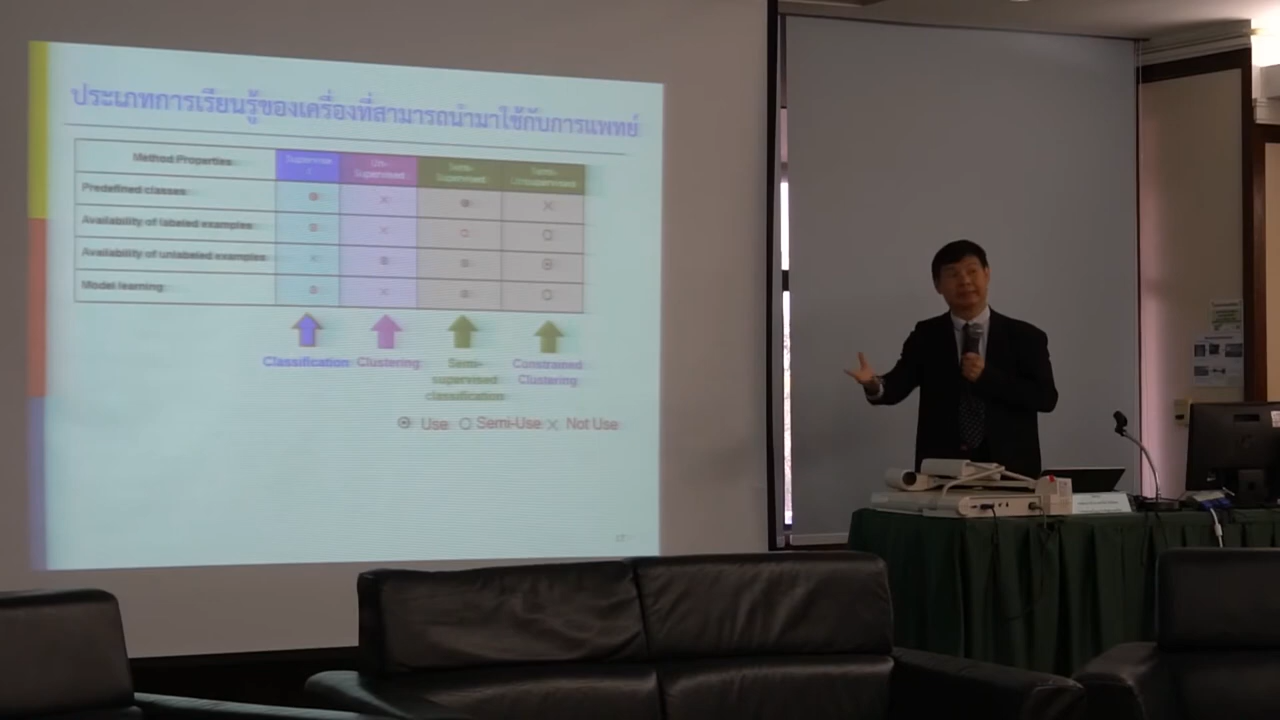 ประเภทการเรียนรู้ของเครื่องที่สามารถนำมาใช้กับการแพทย์
Method Properties
Supervise
Un-
Supervised
Semi-
Supervised
Semi-
Unsupervised
Predefined classes
Availability of labeled examples
Availability of unlabeled examples
Model learning
Classification
Clustering
Semi-
supervised
classification
Constrained
Clustering
Use
Semi-Use
Not Use